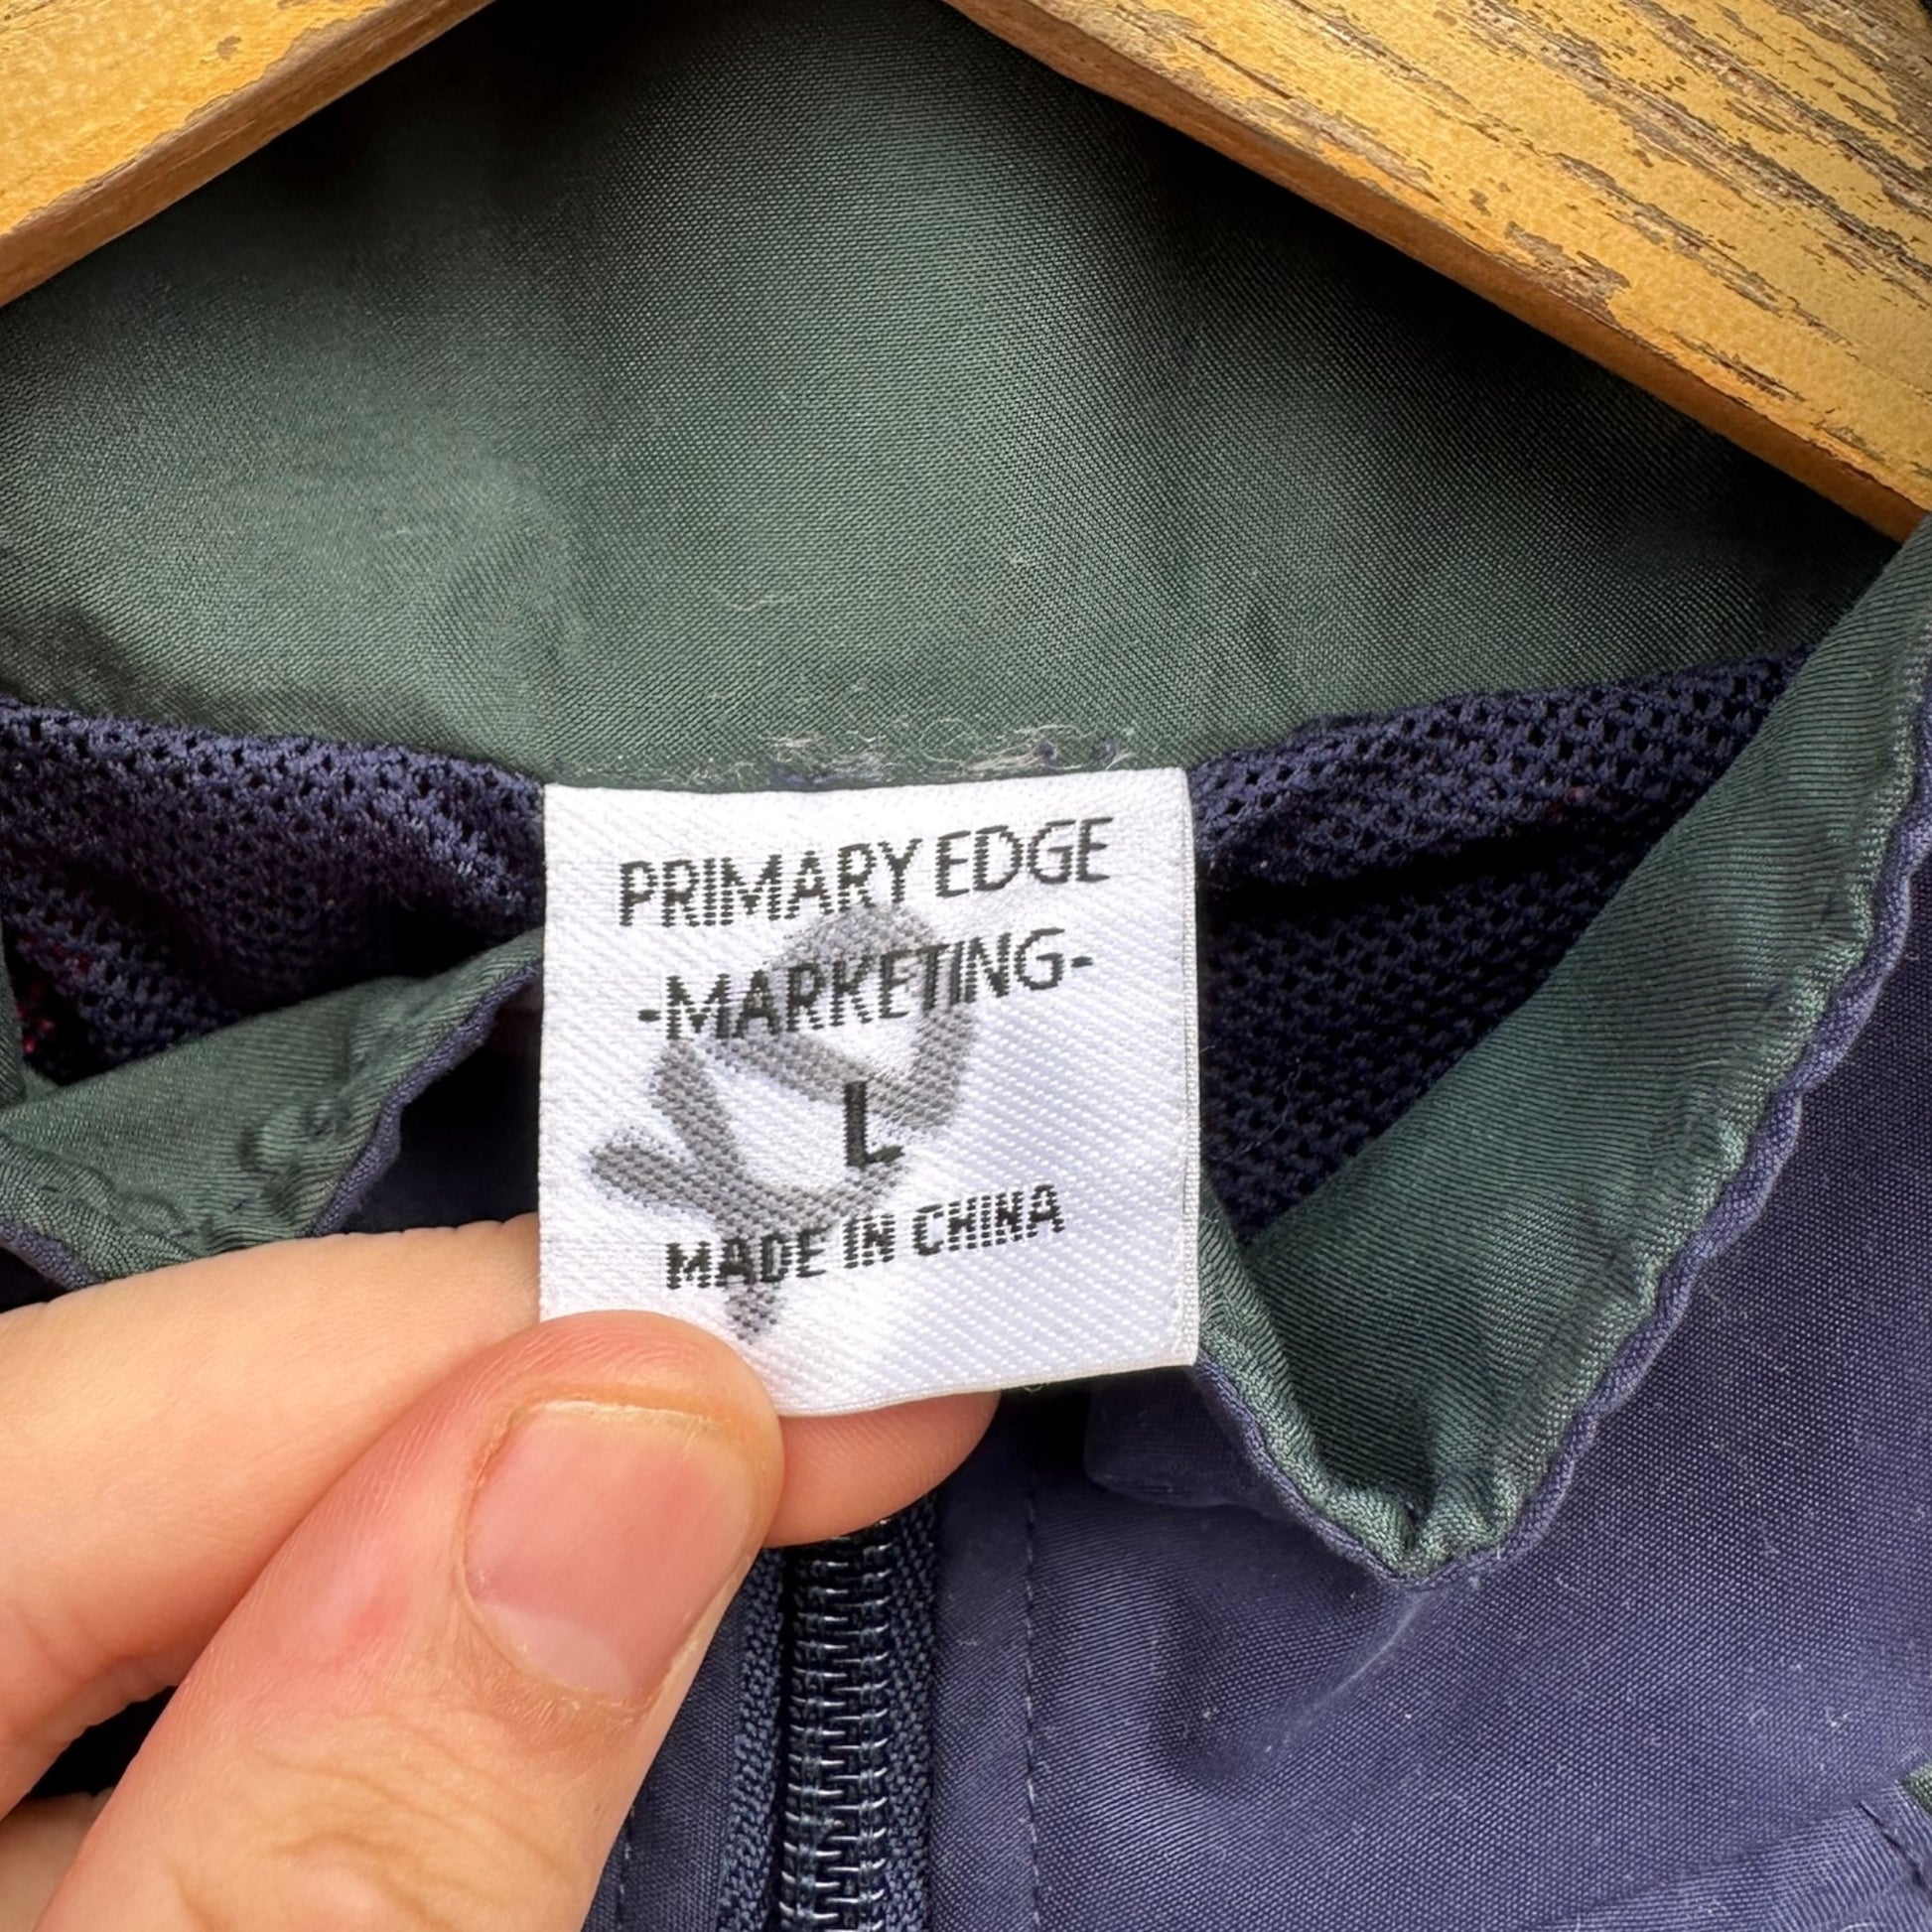 PRIMARY EDGE
-MARKETING-
L
MADE IN CHINA